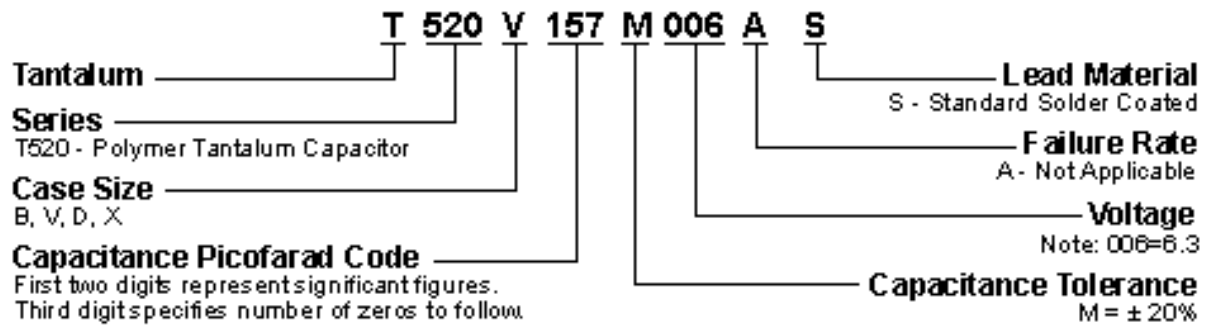 T 520 V 157 M 006 A S
Tantalum
Series
T520 - Polymer Tantalum Capacitor
Case Size
B, V, D, X
Capacitance Picofarad Code
First two digits represent significant figures.
Third digit specifies number of zeros to follow.
Lead Material
S - Standard Solder Coated
Failure Rate
A - Not Applicable
Voltage
Note: 006=6.3
Capacitance Tolerance
M = ± 20%